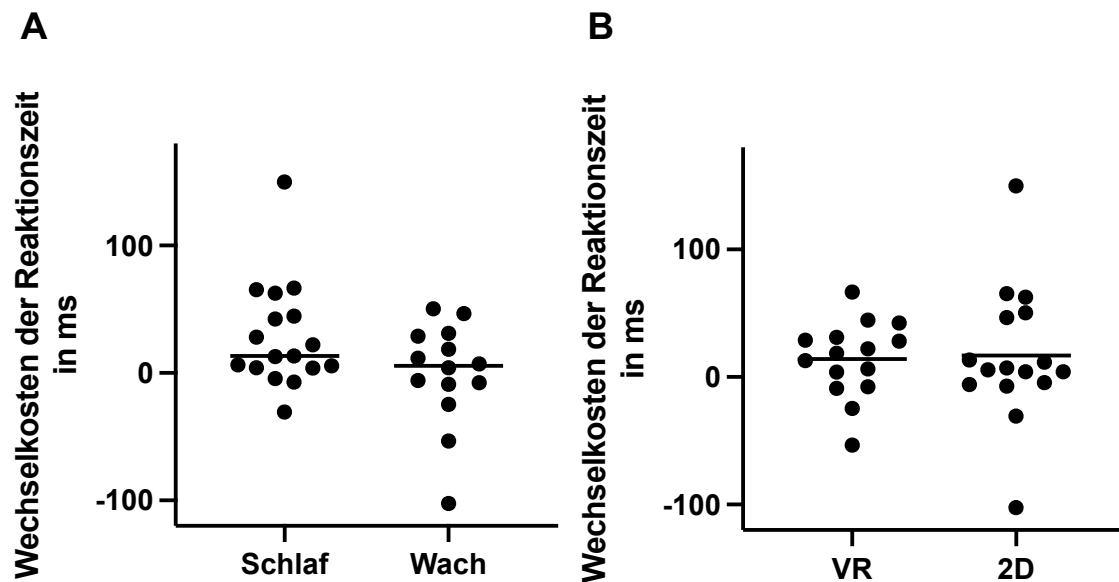 A
Wechselkosten der Reaktionszeit
in ms
100
0
-100
Schlaf
Wach
B
Wechselkosten der Reaktionszeit
in ms
100
0
-100
VR
2D